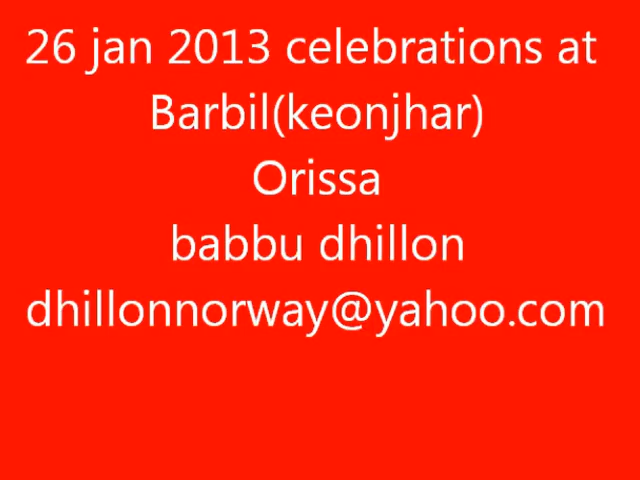 26 jan 2013 celebrations at
Barbil(keonjhar)
Orissa
babbu dhillon
dhillonnorway@yahoo.com